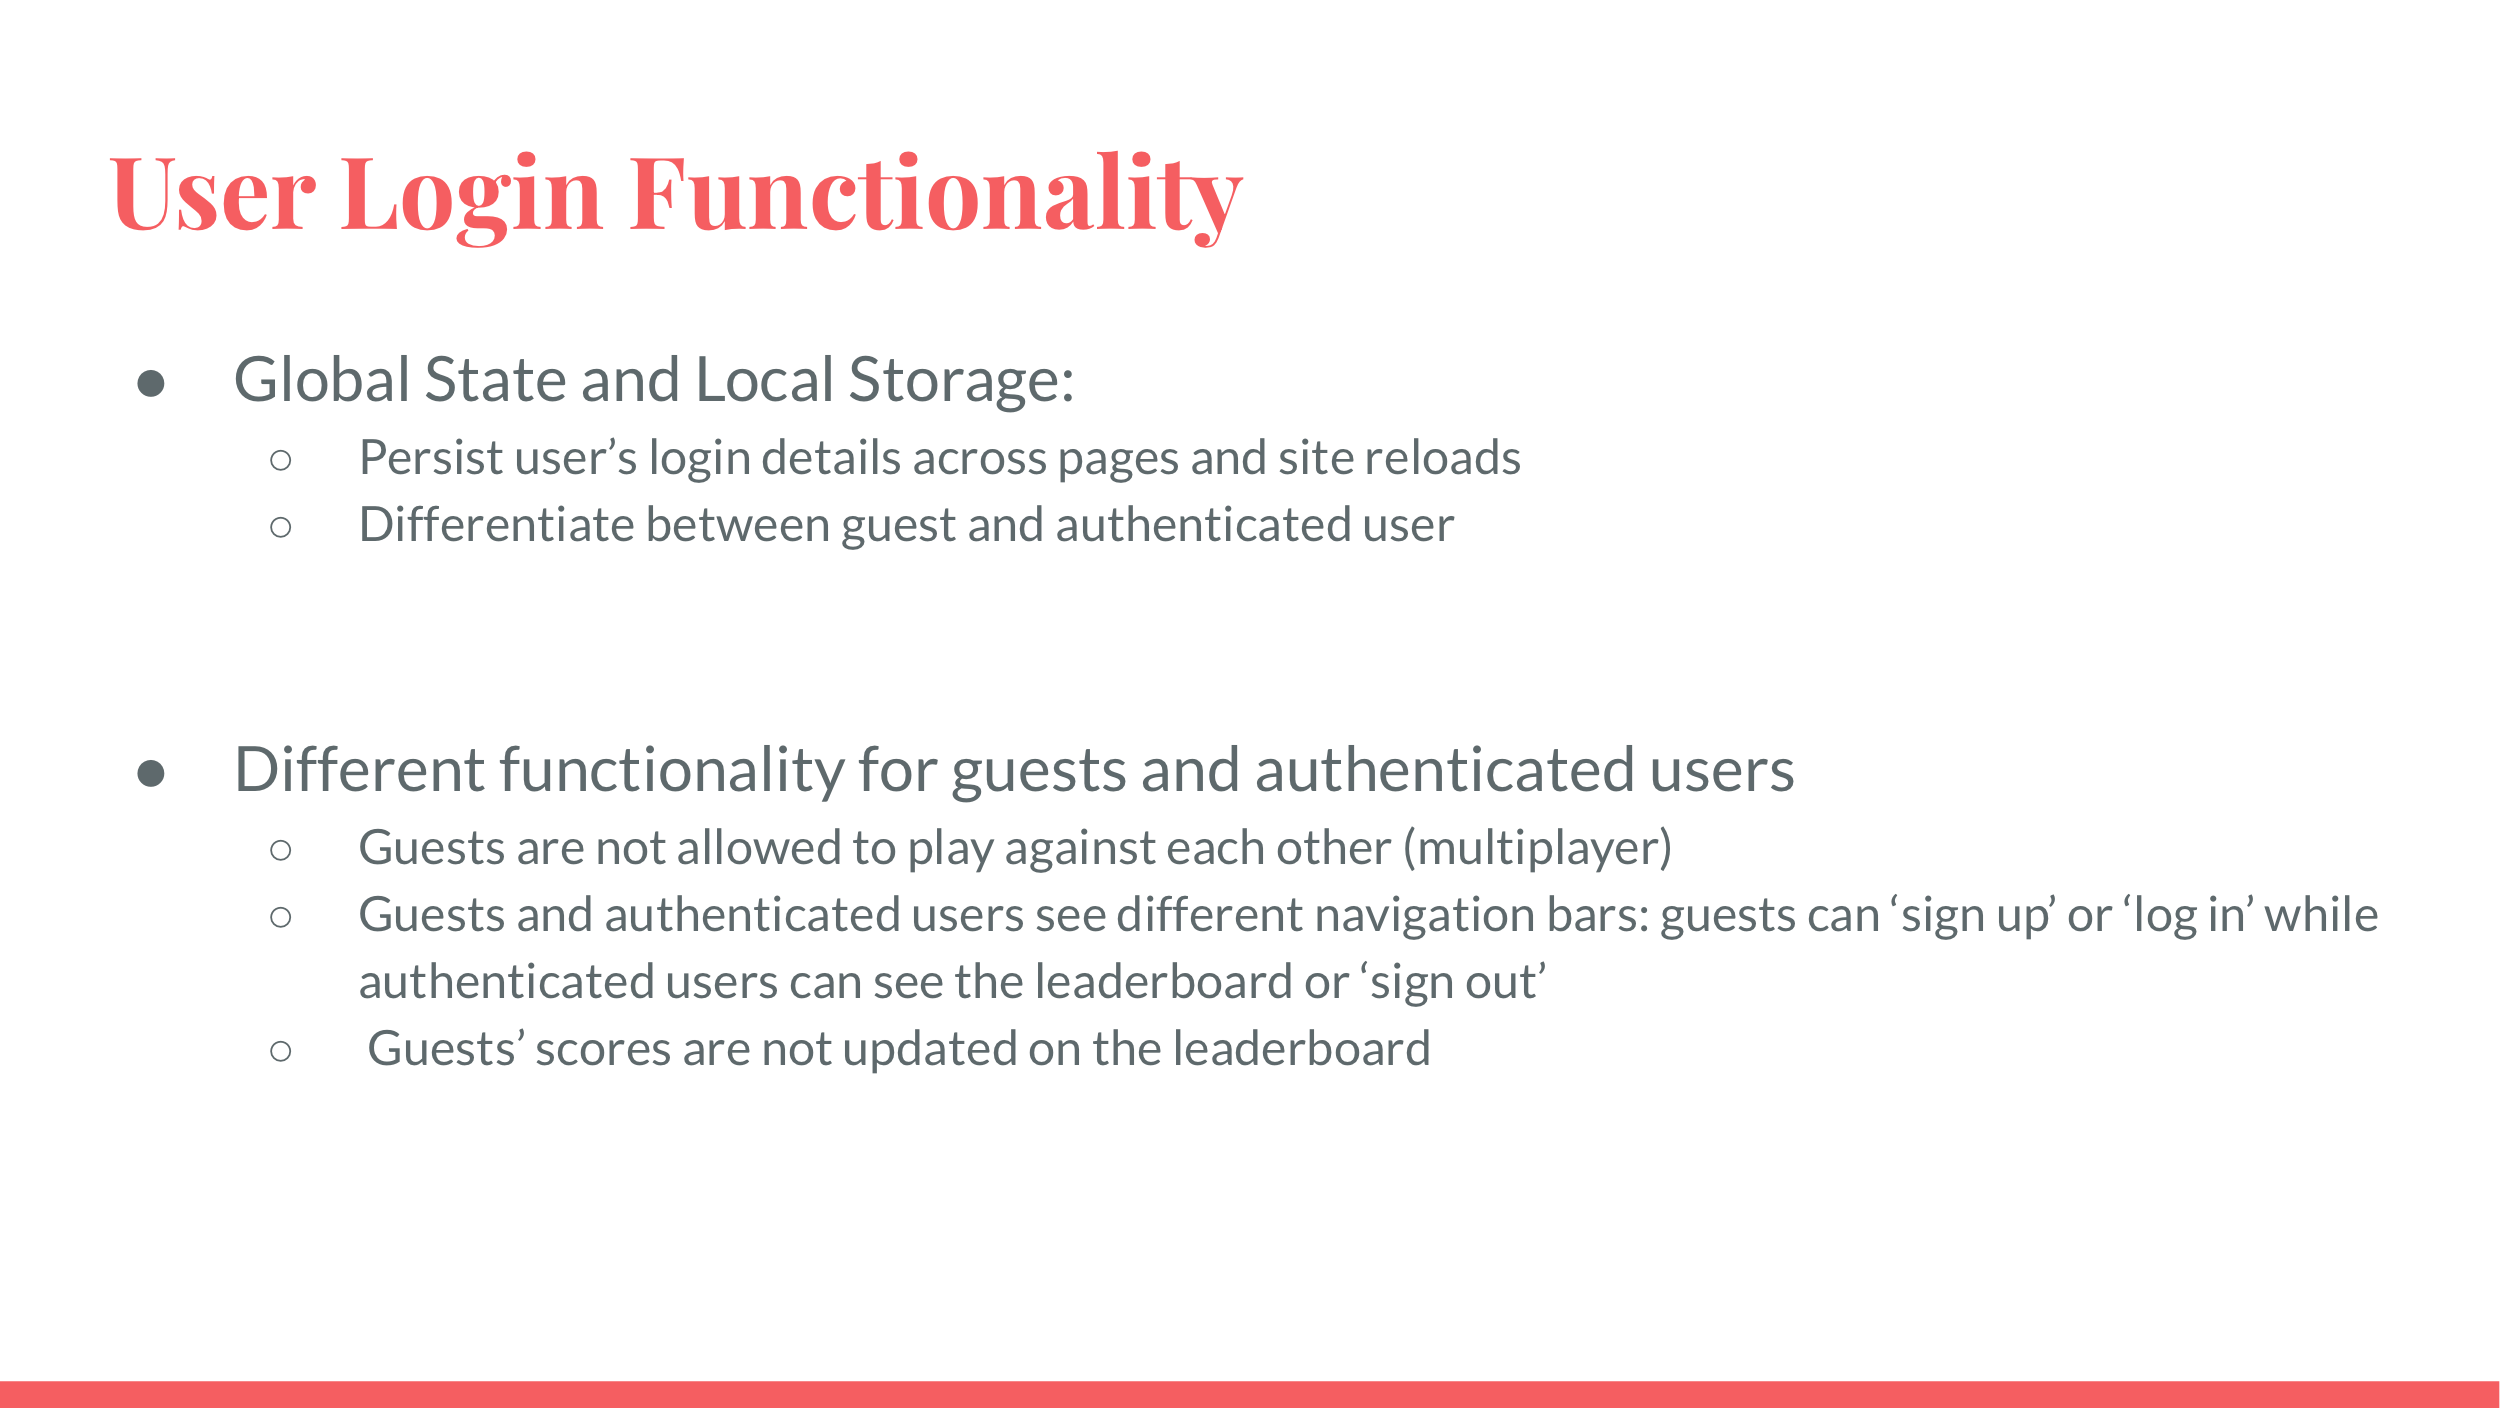 User Login Functionality
● Global State and Local Storage:
○ Persist user’s login details across pages and site reloads
○ Differentiate between guest and authenticated user
● Different functionality for guests and authenticated users
○ Guests are not allowed to play against each other (multiplayer)
○ Guests and authenticated users see different navigation bars: guests can ‘sign up’ or ‘log in’ while
authenticated users can see the leaderboard or ‘sign out’
○ Guests’ scores are not updated on the leaderboard